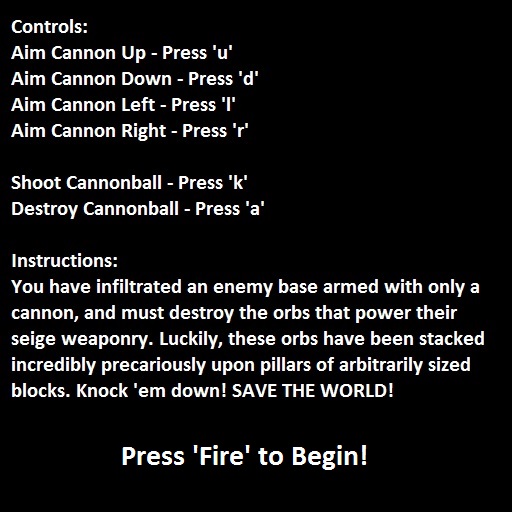 Controls:
Aim Cannon Up - Press 'u'
Aim Cannon Down - Press 'd'
Aim Cannon Left - Press 'l'
Aim Cannon Right - Press 'r'
Shoot Cannonball - Press 'k'
Destroy Cannonball - Press 'a'
Instructions:
You have infiltrated an enemy base armed with only a
cannon, and must destroy the orbs that power their
seige weaponry. Luckily, these orbs have been stacked
incredibly precariously upon pillars of arbitrarily sized
blocks. Knock 'em down! SAVE THE WORLD!
Press 'Fire' to Begin!